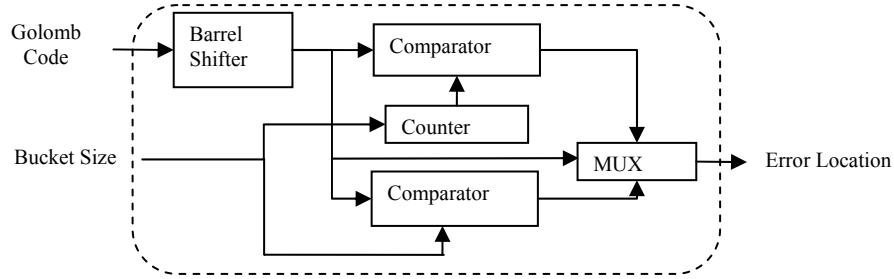 Golomb
Code
Barrel
Shifter
Comparator
Counter
Bucket Size
MUX
Error Location
Comparator